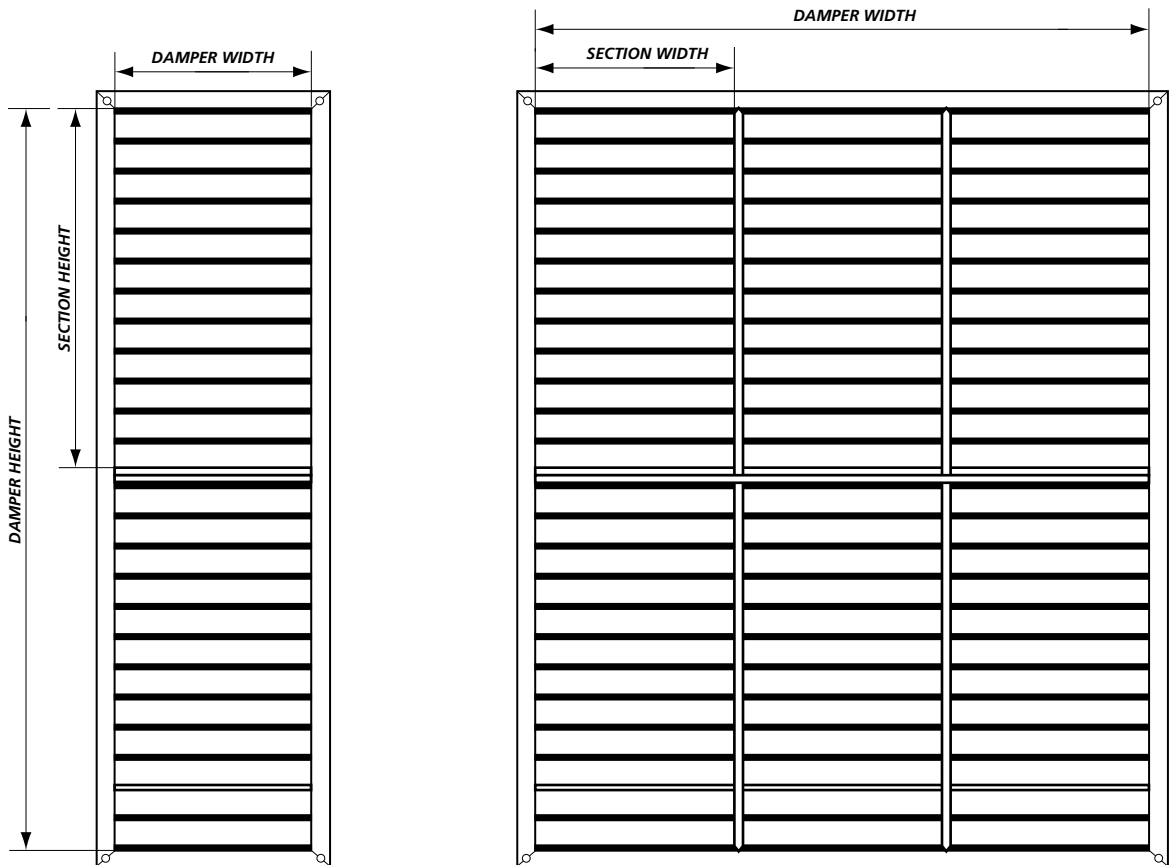 DAMPER WIDTH
DAMPER WIDTH
SECTION WIDTH
SECTION HEIGHT
DAMPER HEIGHT